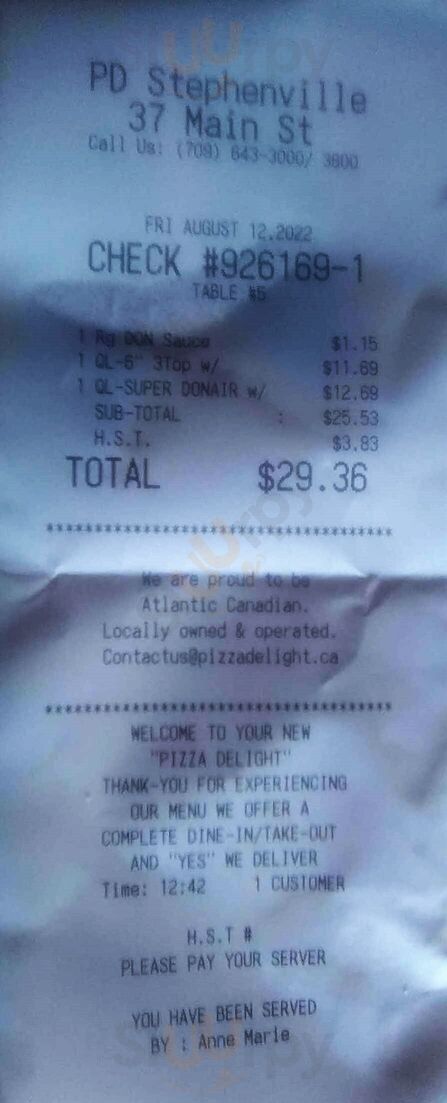 PD Stephenville
37 Main St
Call Us: (709) 643-3000/ 3800
FRI AUGUST 12,2022
CHECK #926169-1
TABLE #5
1 Rg DON Sauce $1.15
1 QL-6" 3Top w/ $11.69
1 QL-SUPER DONAIR w/ $12.69
SUB-TOTAL : $25.53
H.S.T. $3.83
TOTAL $29.36
****************************************
We are proud to be
Atlantic Canadian.
Locally owned & operated.
Contactus@pizzadelight.ca
****************************************
WELCOME TO YOUR NEW
"PIZZA DELIGHT"
THANK-YOU FOR EXPERIENCING
OUR MENU WE OFFER A
COMPLETE DINE-IN/TAKE-OUT
AND "YES" WE DELIVER
Time: 12:42 1 CUSTOMER
H.S.T #
PLEASE PAY YOUR SERVER
YOU HAVE BEEN SERVED
BY : Anne Marie